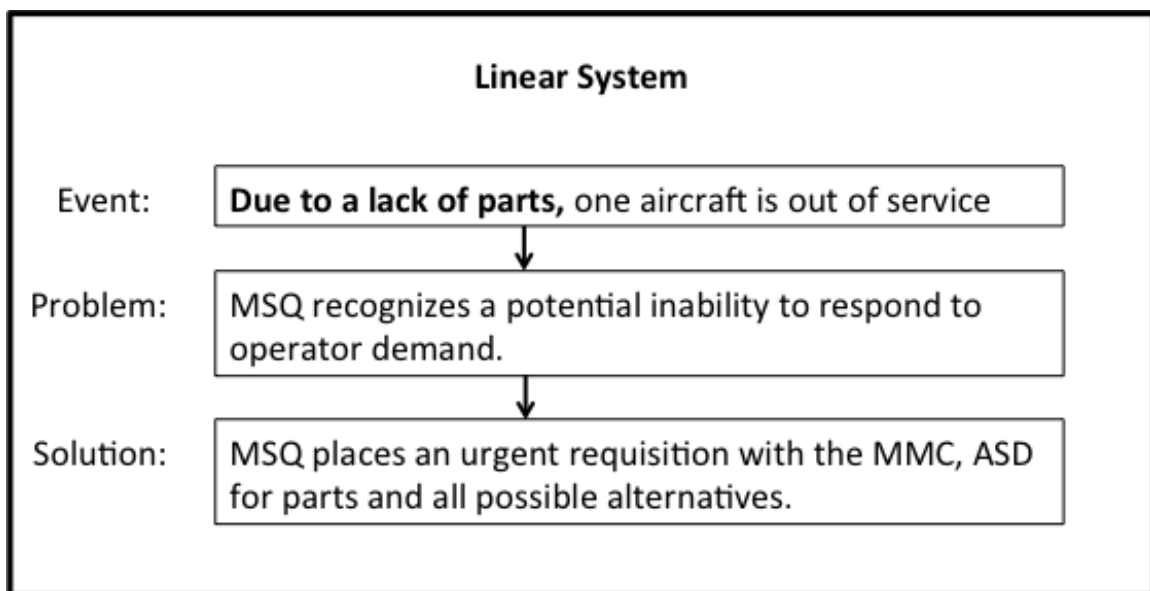 Linear System
Event:
Due to a lack of parts, one aircraft is out of service
Problem:
MSQ recognizes a potential inability to respond to
operator demand.
Solution:
MSQ places an urgent requisition with the MMC, ASD
for parts and all possible alternatives.